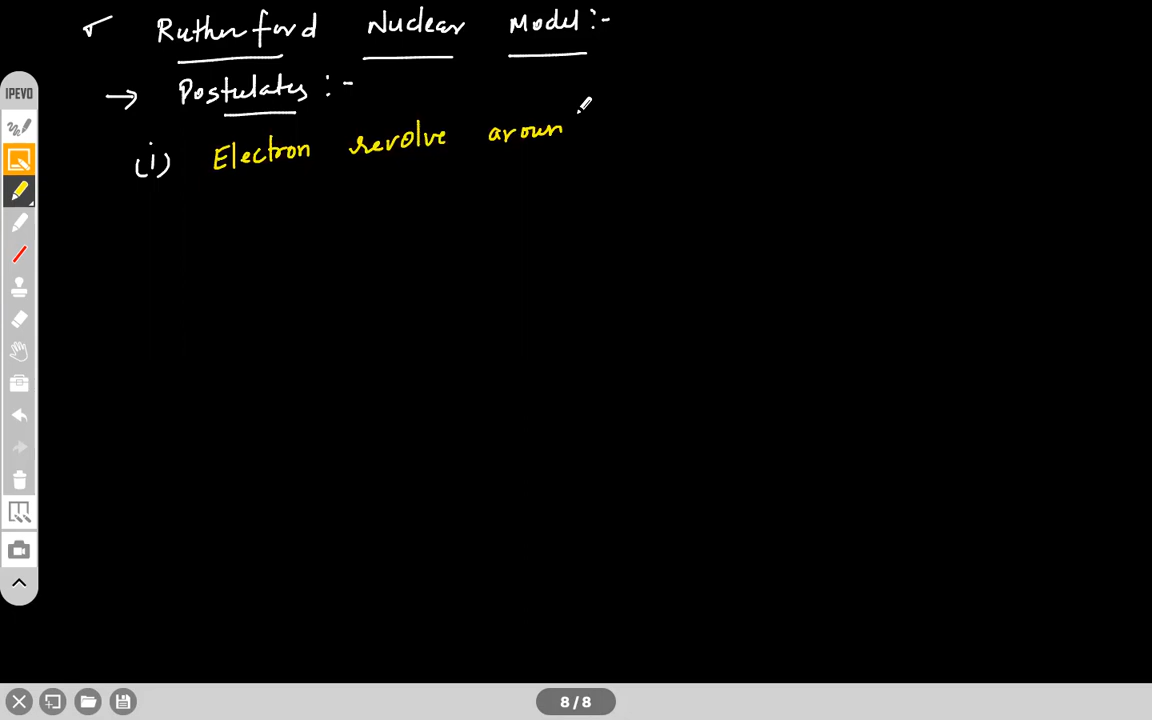 Rutherford Nuclear Model :-
IPEVO
→ Postulates :-
(i) Electron revolve aroun
8/8